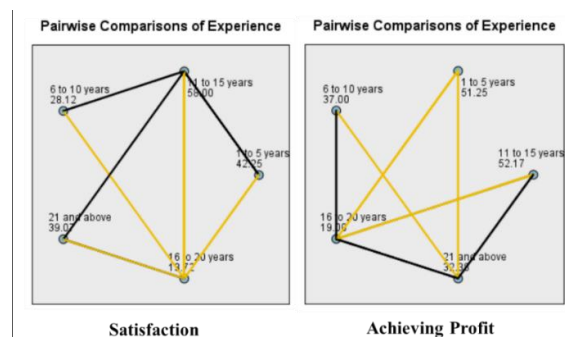 Pairwise Comparisons of Experience
11 to 15 years
58.00
6 to 10 years
28.12
1 to 5 years
42.25
21 and above
16 to 20 years
Satisfaction
Pairwise Comparisons of Experience
1 to 5 years
51.25
6 to 10 years
37.00
11 to 15 years
52.17
16 to 20 years
21 and above
Achieving Profit